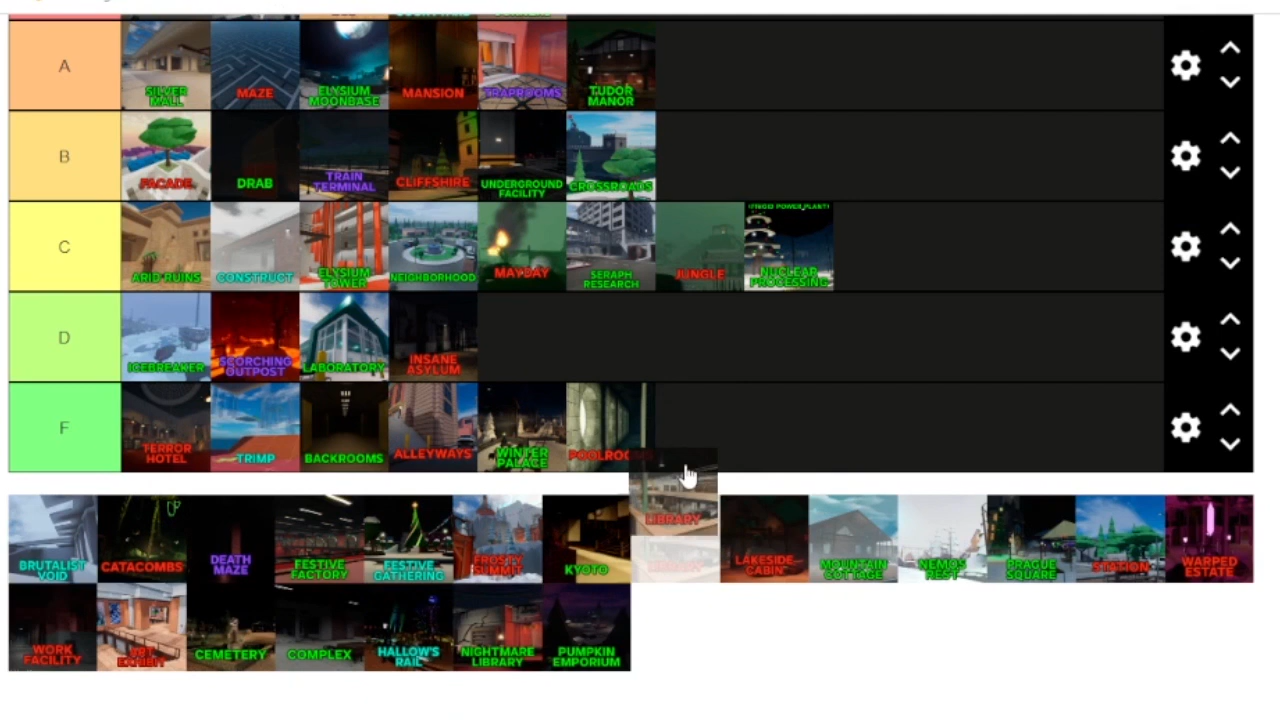 A
SILVER
MALL
MAZE
ELYSIUM
MOONBASE
MANSION
TRAPROOMS
TUDOR
MANOR
B
FACADE
DRAB
TRAIN
TERMINAL
CLIFFSHIRE
UNDERGROUND
FACILITY
CROSSROADS
C
ARID RUINS
CONSTRUCT
ELYSIUM
TOWER
NEIGHBORHOOD
MAYDAY
SERAPH
RESEARCH
JUNGLE
NUCLEAR
PROCESSING
D
ICEBREAKER
SCORCHING
OUTPOST
LABORATORY
INSANE
ASYLUM
F
TERROR
HOTEL
TRIMP
BACKROOMS
ALLEYWAYS
WINTER
PALACE
POOLROOMS
LIBRARY
BRUTALIST
VOID
CATACOMBS
DEATH
MAZE
FESTIVE
FACTORY
FESTIVE
GATHERING
FROSTY
SUMMIT
KYOTO
LIBRARY
LAKESIDE
CABIN
MOUNTAIN
COTTAGE
NEMOS
REST
PRAGUE
SQUARE
STATION
WARPED
ESTATE
WORK
FACILITY
ART
EXHIBIT
CEMETERY
COMPLEX
HALLOW'S
RAIL
NIGHTMARE
LIBRARY
PUMPKIN
EMPORIUM